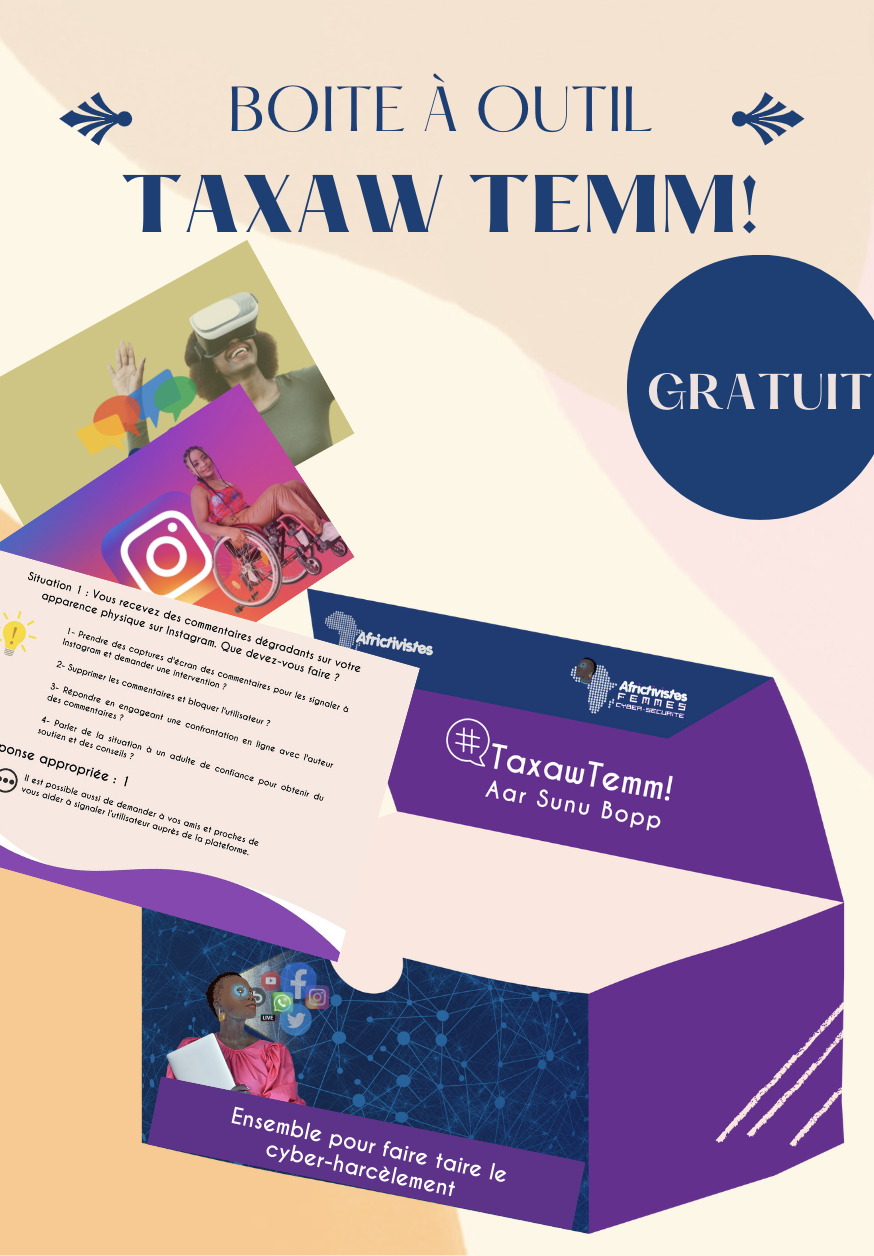 BOITE À OUTIL
TAXAW TEMM!
GRATUIT
Situation 1 : Vous recevez des commentaires dégradants sur votre
apparence physique sur Instagram. Que devez-vous faire ?
1- Prendre des captures d'écran des commentaires pour les signaler à
Instagram et demander une intervention ?
2- Supprimer les commentaires et bloquer l'utilisateur ?
3- Répondre en engageant une confrontation en ligne avec l'auteur
des commentaires ?
4- Parler de la situation à un adulte de confiance pour obtenir du
soutien et des conseils ?
ponse appropriée : 1
Il est possible aussi de demander à vos amis et proches de
vous aider à signaler l'utilisateur auprès de la plateforme.
Africtivistes
Africtivistes
FEMMES
CYBER-SECURITE
#TaxawTemm!
Aar Sunu Bopp
LIVE
Ensemble pour faire taire le
cyber-harcèlement